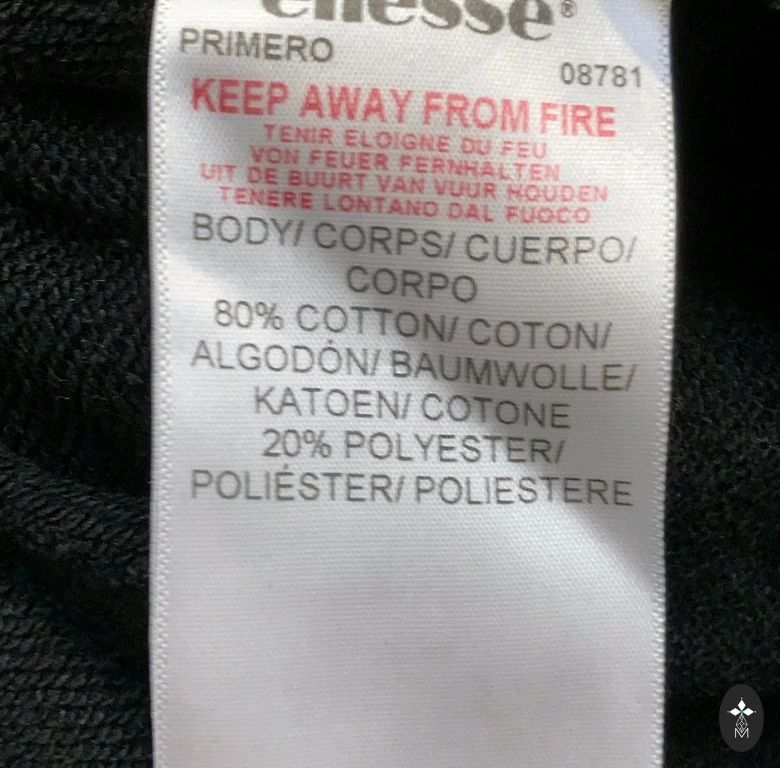 ellesse®
PRIMERO
08781
KEEP AWAY FROM FIRE
TENIR ELOIGNE DU FEU
VON FEUER FERNHALTEN
UIT DE BUURT VAN VUUR HOUDEN
TENERE LONTANO DAL FUOCO
BODY/ CORPS/ CUERPO/
CORPO
80% COTTON/ COTON/
ALGODÓN/ BAUMWOLLE/
KATOEN/ COTONE
20% POLYESTER/
POLIÉSTER/ POLIESTERE